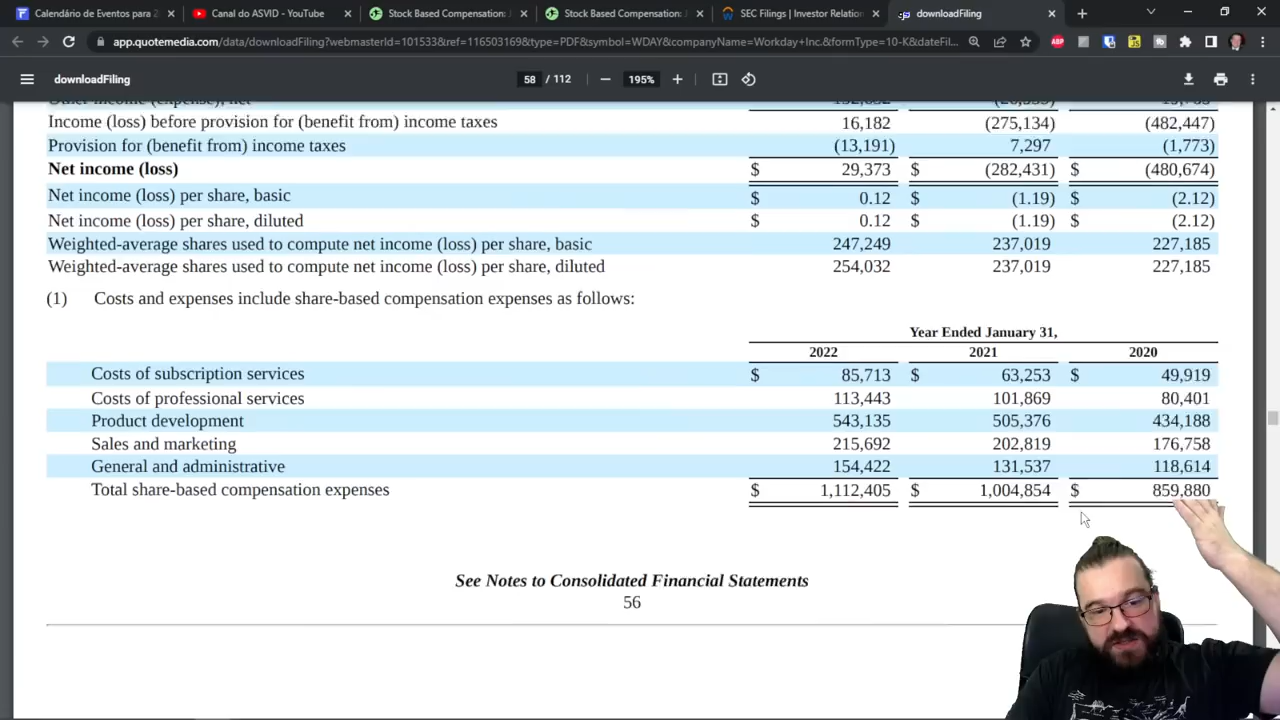 Calendário de Eventos para 2
Canal do ASVID - YouTube
Stock Based Compensation:
Stock Based Compensation:
SEC Filings | Investor Relation
downloadFiling
app.quotemedia.com/data/downloadFiling?webmasterId=101533&ref=116503169&type=PDF&symbol=WDAY&companyName=Workday+Inc.&formType=10-K&dateFil
downloadFiling 58 / 112 195%
Income (loss) before provision for (benefit from) income taxes 16,182 (275,134) (482,447)
Provision for (benefit from) income taxes (13,191) 7,297 (1,773)
Net income (loss) $ 29,373 $ (282,431) $ (480,674)
Net income (loss) per share, basic $ 0.12 $ (1.19) $ (2.12)
Net income (loss) per share, diluted $ 0.12 $ (1.19) $ (2.12)
Weighted-average shares used to compute net income (loss) per share, basic 247,249 237,019 227,185
Weighted-average shares used to compute net income (loss) per share, diluted 254,032 237,019 227,185
(1) Costs and expenses include share-based compensation expenses as follows:
Year Ended January 31,
2022 2021 2020
Costs of subscription services $ 85,713 $ 63,253 $ 49,919
Costs of professional services 113,443 101,869 80,401
Product development 543,135 505,376 434,188
Sales and marketing 215,692 202,819 176,758
General and administrative 154,422 131,537 118,614
Total share-based compensation expenses $ 1,112,405 $ 1,004,854 $ 859,880
See Notes to Consolidated Financial Statements
56